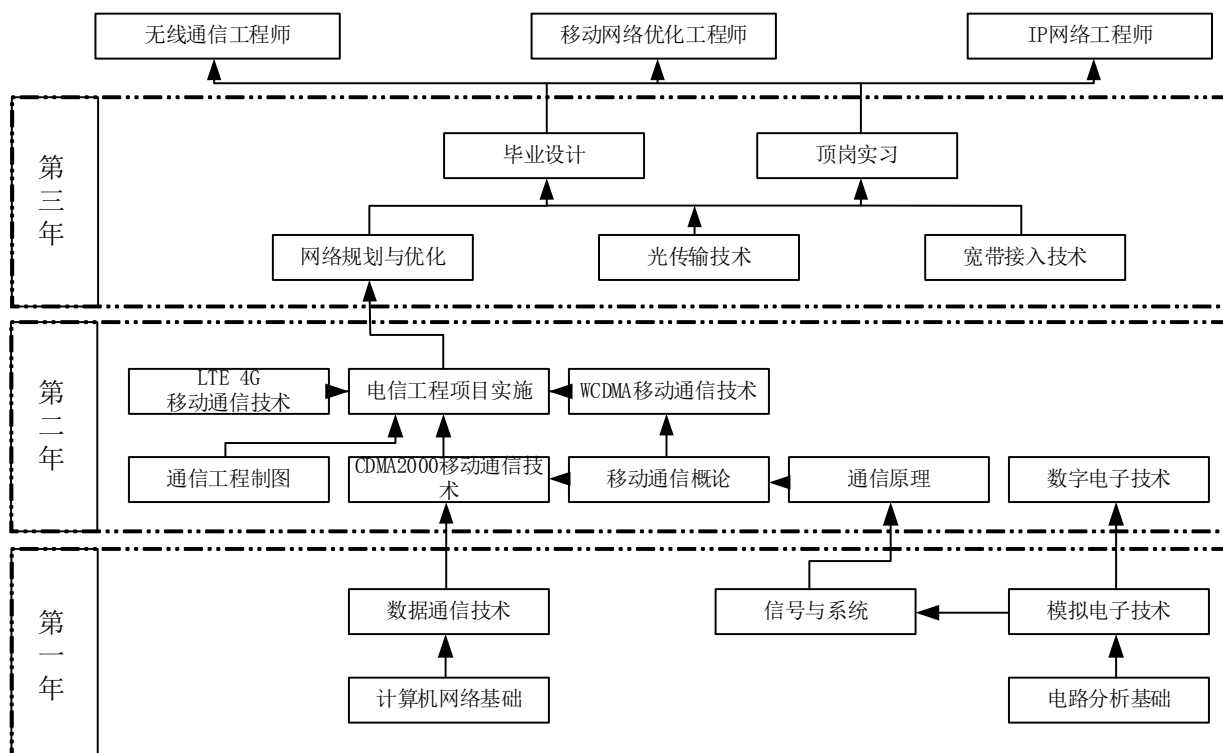 无线通信工程师
移动网络优化工程师
IP网络工程师
第
三
年
毕业设计
顶岗实习
网络规划与优化
光传输技术
宽带接入技术
第
二
年
LTE 4G
移动通信技术
电信工程项目实施
WCDMA移动通信技术
通信工程制图
CDMA2000移动通信技
术
移动通信概论
通信原理
数字电子技术
第
一
年
数据通信技术
信号与系统
模拟电子技术
计算机网络基础
电路分析基础